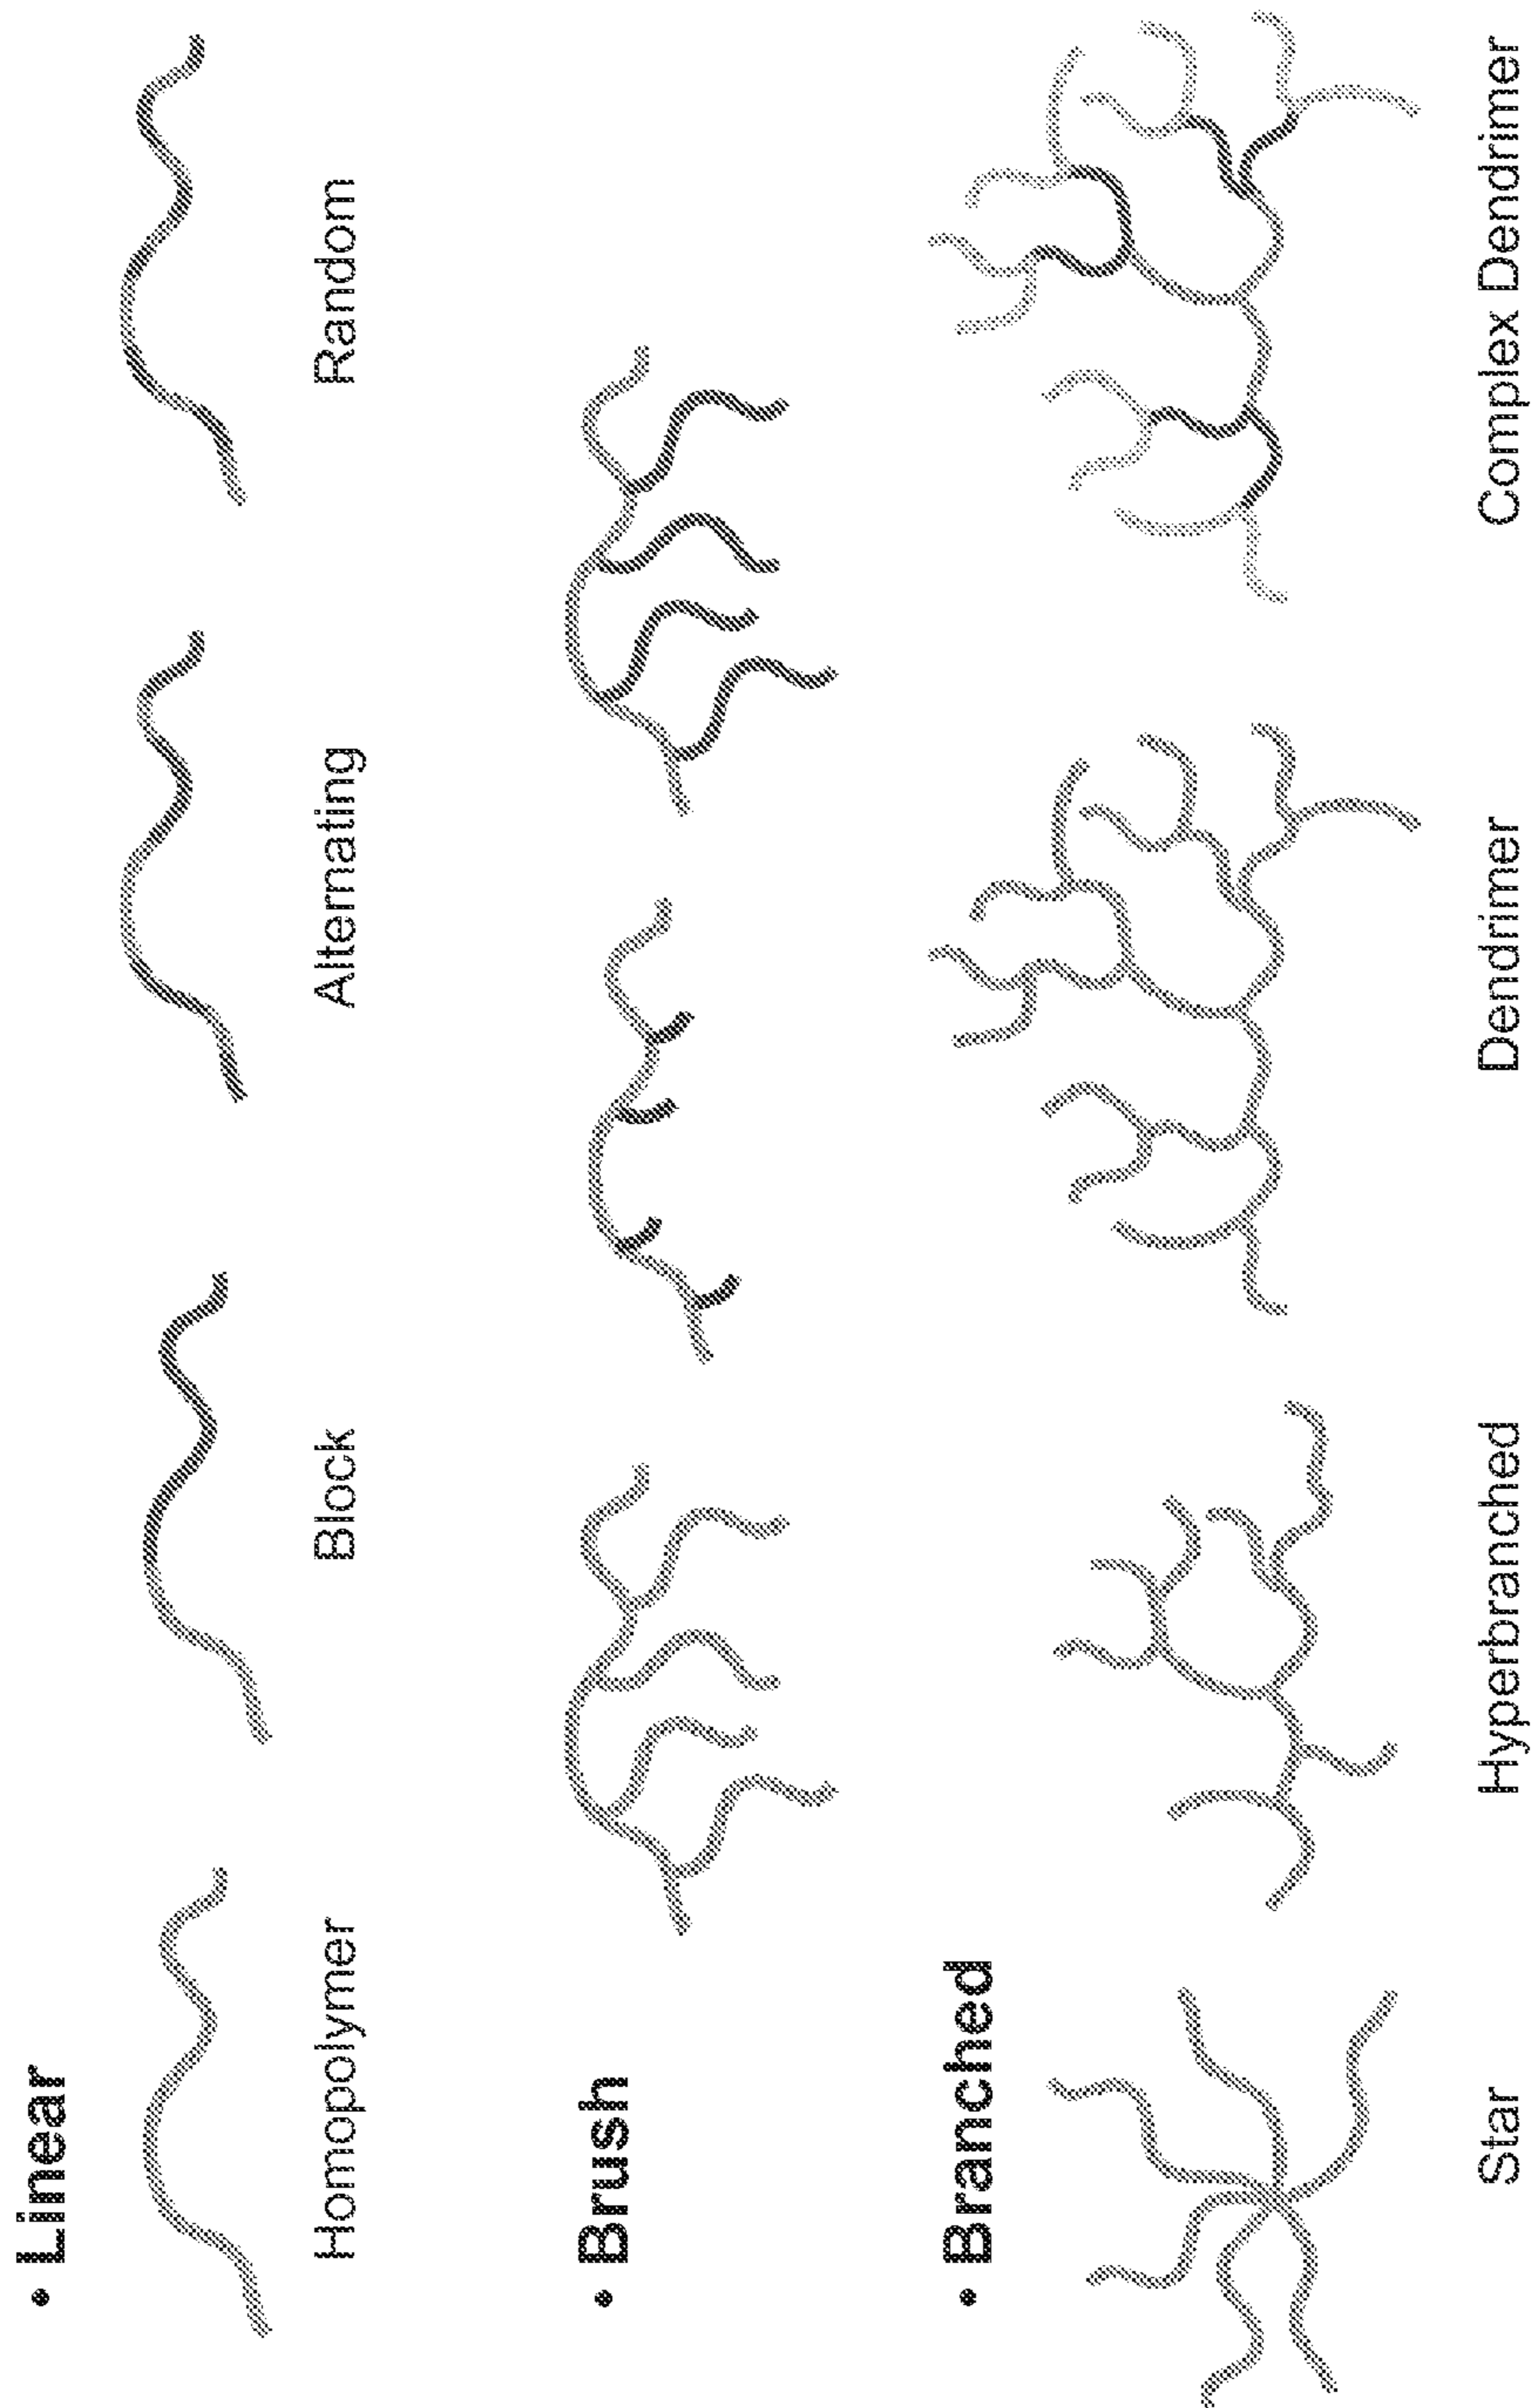 • Linear
Homopolymer
Block
Alternating
Random
• Brush
• Branched
Star
Hyperbranched
Dendrimer
Complex Dendrimer